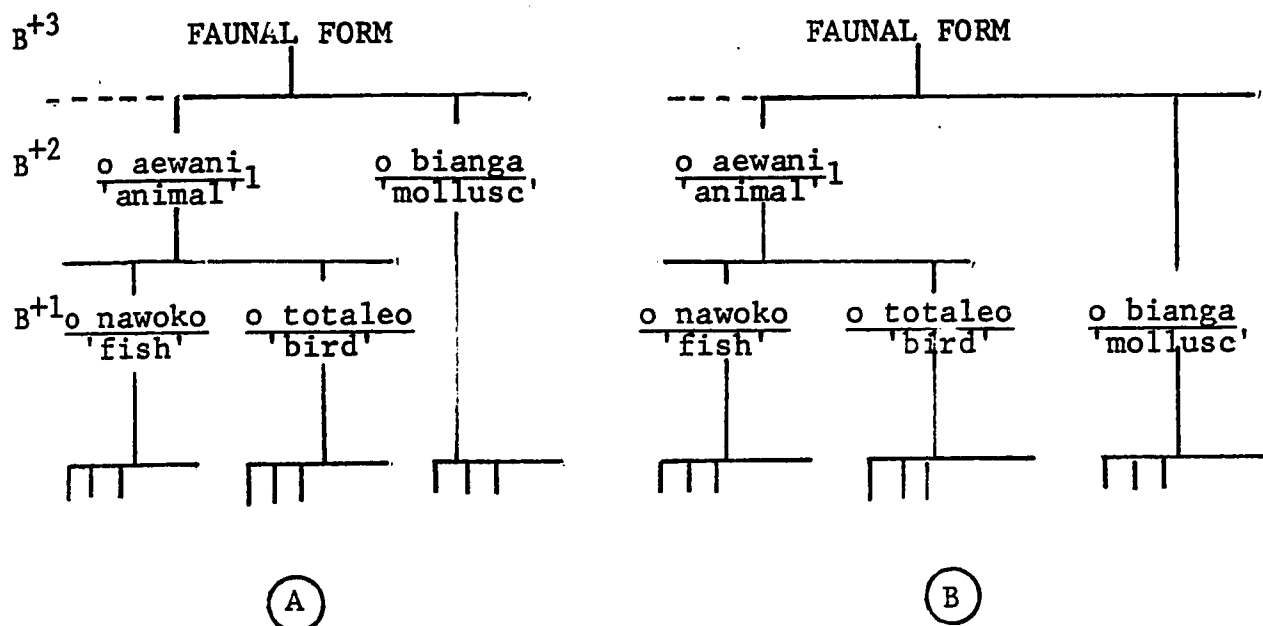 B+3 FAUNAL FORM FAUNAL FORM
B+2 o aewani1 o bianga o aewani1
'animal' 'mollusc' 'animal'
B+1 o nawoko o totaleo o nawoko o totaleo o bianga
'fish' 'bird' 'fish' 'bird' 'mollusc'
A B